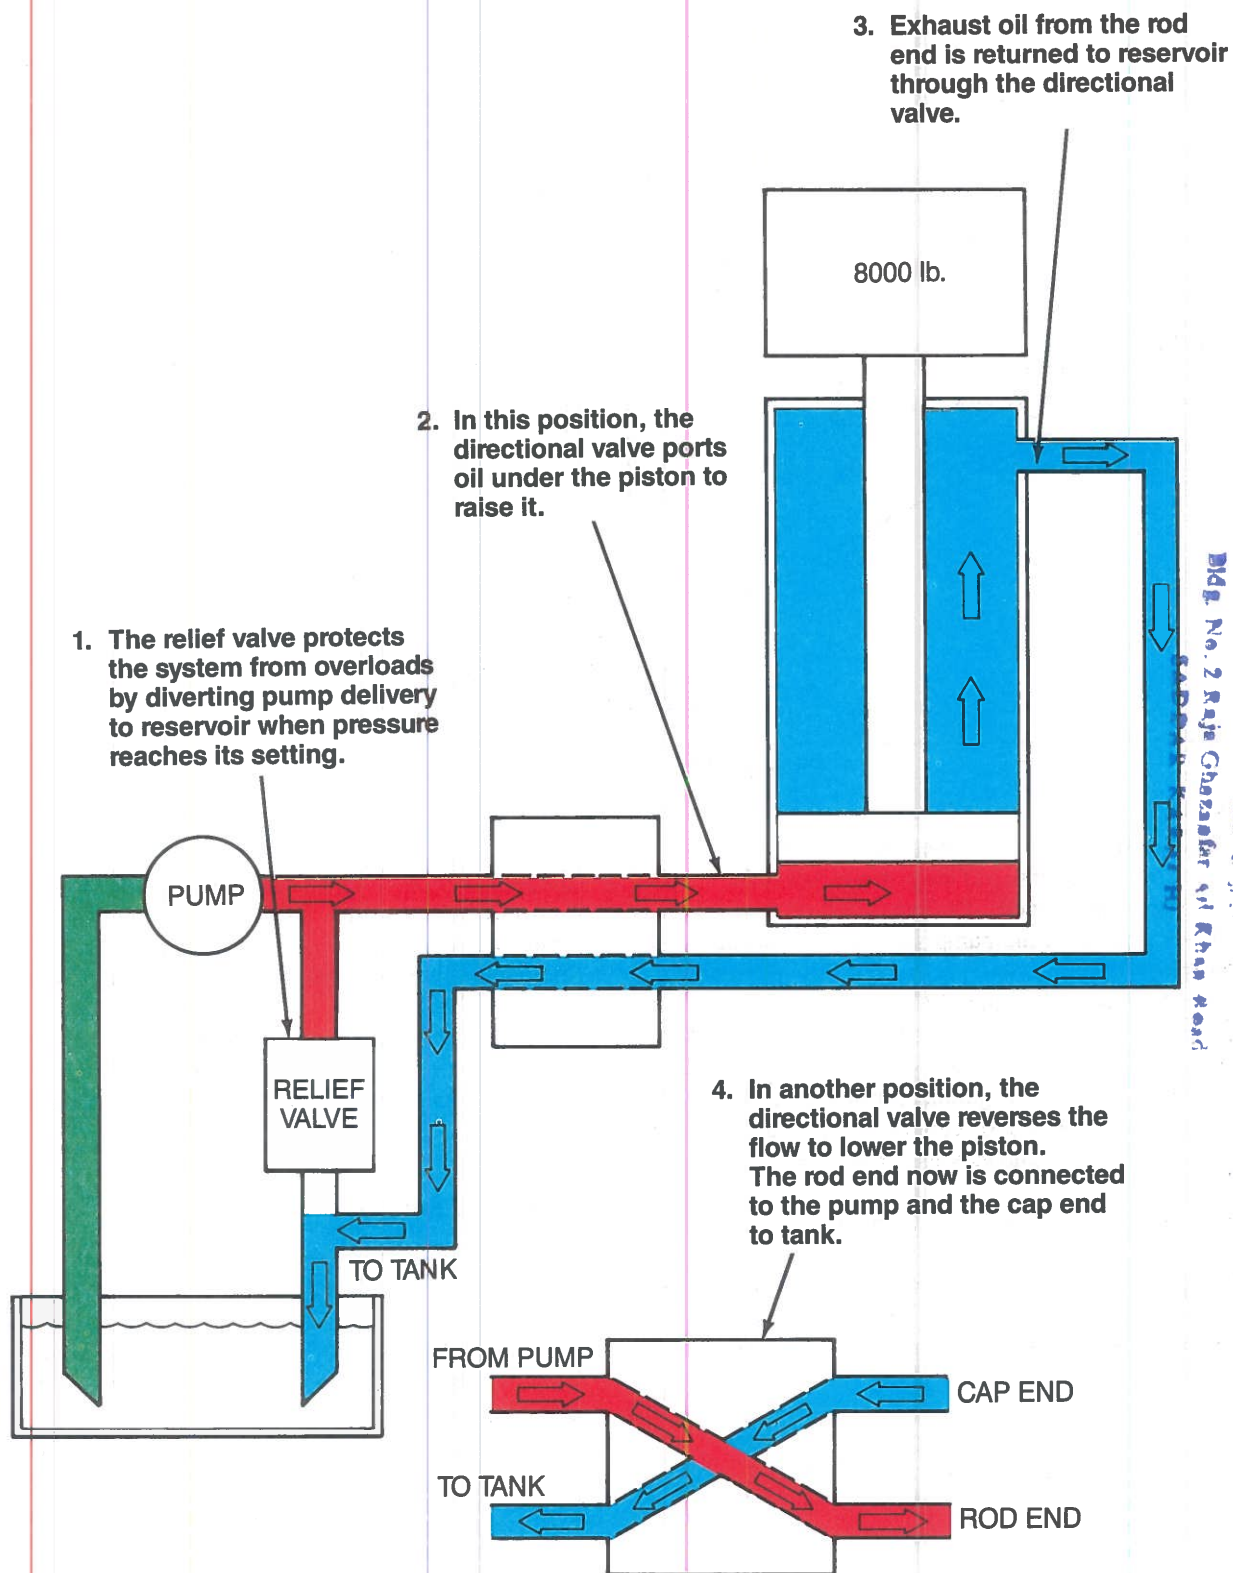 3. Exhaust oil from the rod
end is returned to reservoir
through the directional
valve.
8000 lb.
2. In this position, the
directional valve ports
oil under the piston to
raise it.
1. The relief valve protects
the system from overloads
by diverting pump delivery
to reservoir when pressure
reaches its setting.
PUMP
RELIEF
VALVE
TO TANK
4. In another position, the
directional valve reverses the
flow to lower the piston.
The rod end now is connected
to the pump and the cap end
to tank.
FROM PUMP
CAP END
TO TANK
ROD END
Bldg. No. 2 Raja Ghazanfar Khan Road